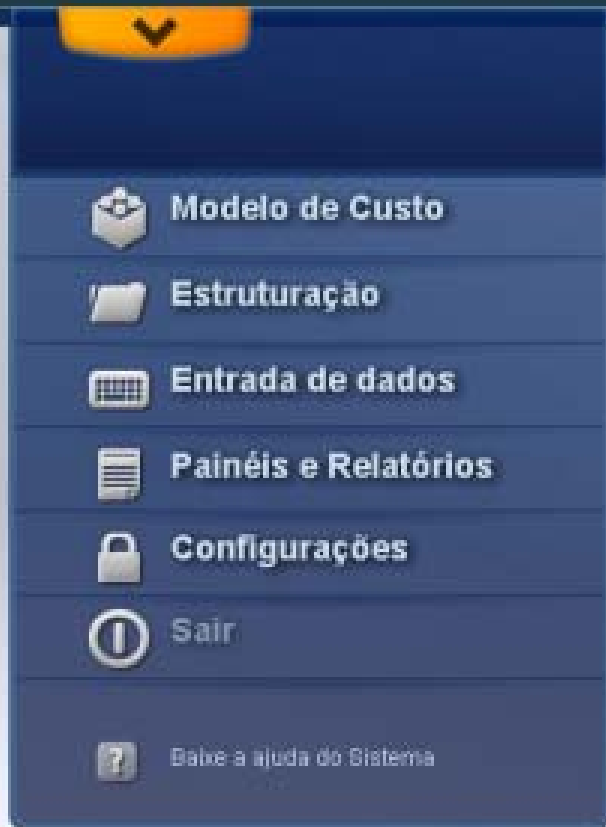 Modelo de Custo
Estruturação
Entrada de dados
Painéis e Relatórios
Configurações
Sair
? Baixe a ajuda do Sistema